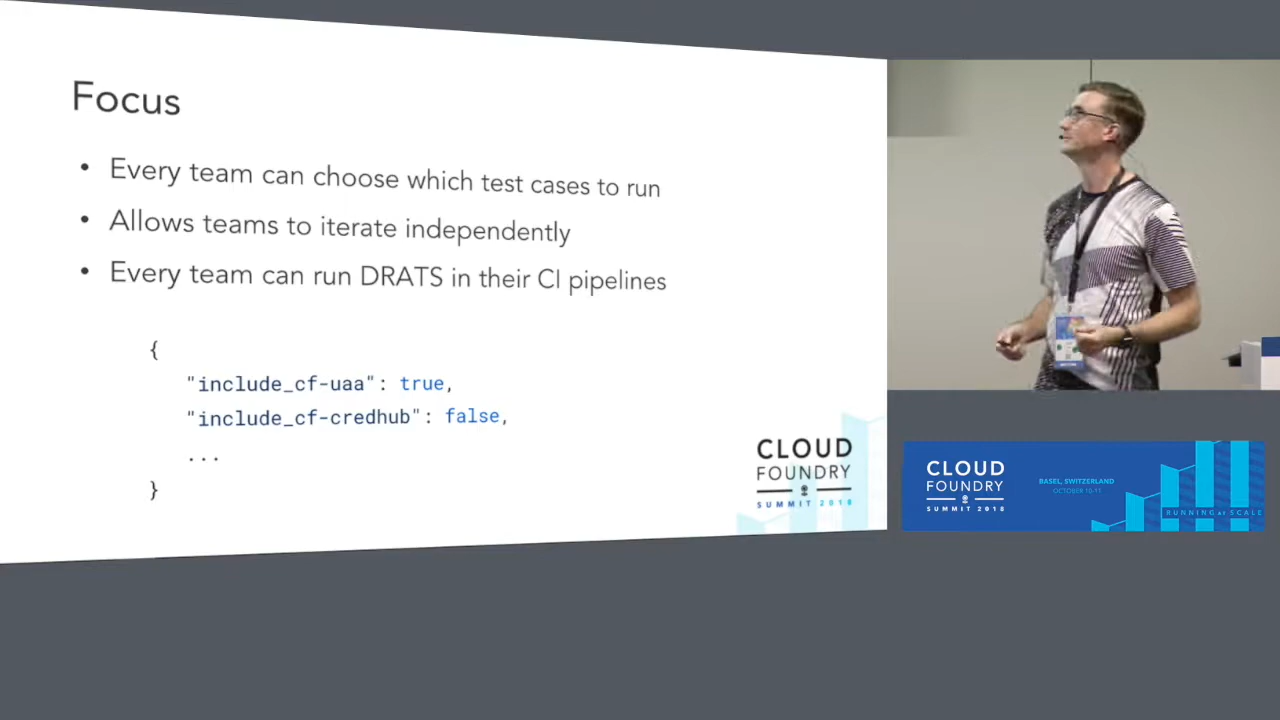 Focus
• Every team can choose which test cases to run
• Allows teams to iterate independently
• Every team can run DRATS in their CI pipelines
{
"include_cf-uaa": true,
"include_cf-credhub": false,
...
}
CLOUD
FOUNDRY
SUMMIT 2018
CLOUD
FOUNDRY
SUMMIT 2018
BASEL, SWITZERLAND
OCTOBER 10-11
RUNNING at SCALE